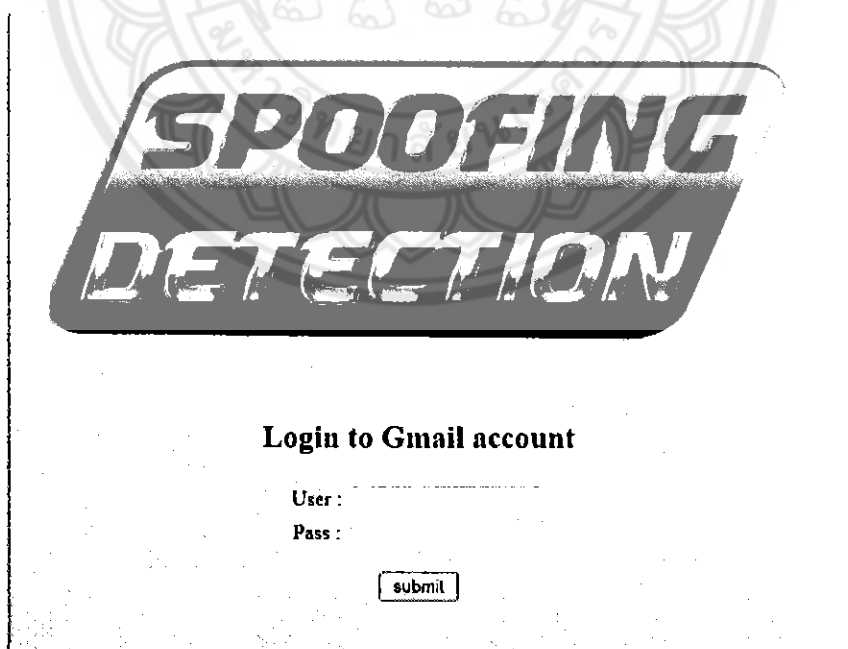 SPOOFING
DETECTION
Login to Gmail account
User :
Pass :
submit